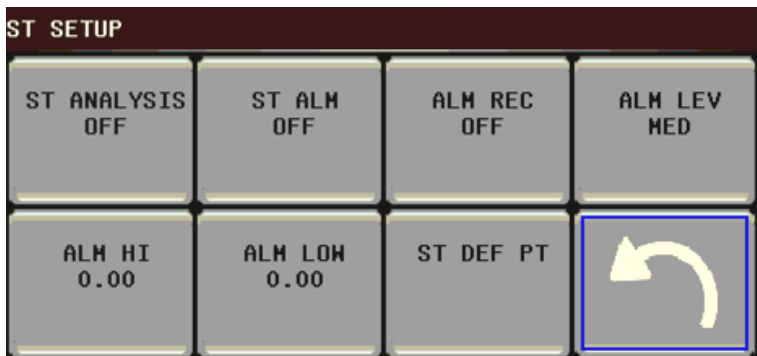 ST SETUP
ST ANALYSIS
OFF
ST ALM
OFF
ALM REC
OFF
ALM LEV
MED
ALM HI
0.00
ALM LOW
0.00
ST DEF PT